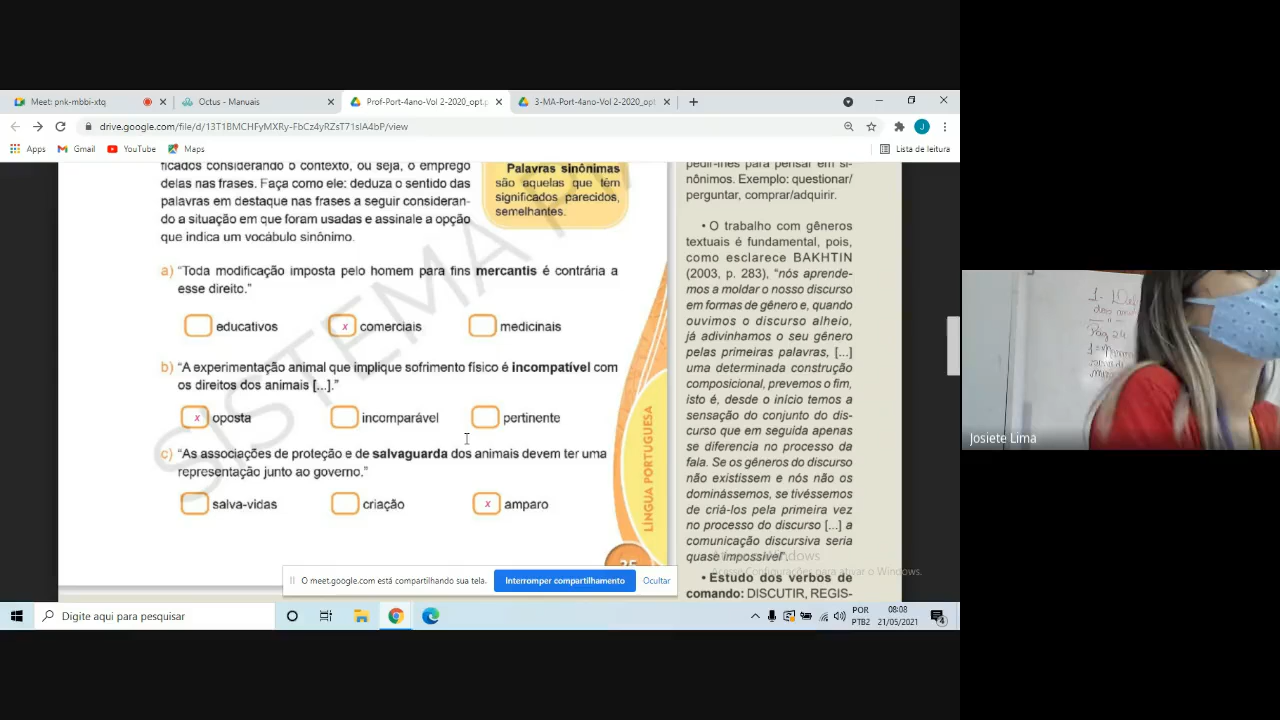 Meet: pnk-mbbi-xtq
Octus - Manuais
Prof-Port-4ano-Vol 2-2020_opt.p
3-MA-Port-4ano-Vol 2-2020_opt
drive.google.com/file/d/13T1BMCHFyMXRy-FbCz4yRZsT71sIA4bP/view
Apps
Gmail
YouTube
Maps
Lista de leitura
ficados considerando o contexto, ou seja, o emprego
delas nas frases. Faça como ele: deduza o sentido das
palavras em destaque nas frases a seguir consideran-
do a situação em que foram usadas e assinale a opção
que indica um vocábulo sinônimo.
Palavras sinônimas
são aquelas que têm
significados parecidos,
semelhantes.
a) "Toda modificação imposta pelo homem para fins mercantis é contrária a
esse direito."
educativos x comerciais medicinais
b) "A experimentação animal que implique sofrimento físico é incompatível com
os direitos dos animais [...]."
x oposta incomparável pertinente
c) "As associações de proteção e de salvaguarda dos animais devem ter uma
representação junto ao governo."
salva-vidas criação x amparo
SISTEMA
LÍNGUA PORTUGUESA
35
pedir-lhes para pensar em si-
nônimos. Exemplo: questionar/
perguntar, comprar/adquirir.
• O trabalho com gêneros
textuais é fundamental, pois,
como esclarece BAKHTIN
(2003, p. 283), "nós aprende-
mos a moldar o nosso discurso
em formas de gênero e, quando
ouvimos o discurso alheio,
já adivinhamos o seu gênero
pelas primeiras palavras, [...]
uma determinada construção
composicional, prevemos o fim,
isto é, desde o início temos a
sensação do conjunto do dis-
curso que em seguida apenas
se diferencia no processo da
fala. Se os gêneros do discurso
não existissem e nós não os
dominássemos, se tivéssemos
de criá-los pela primeira vez
no processo do discurso [...] a
comunicação discursiva seria
quase impossível".
• Estudo dos verbos de
comando: DISCUTIR, REGIS-
Windows
Acesse Configurações para ativar o Windows.
O meet.google.com está compartilhando sua tela.
Interromper compartilhamento
Ocultar
Digite aqui para pesquisar
POR
PTB2
08:08
21/05/2021
4
J
Pág 24
Josiete Lima